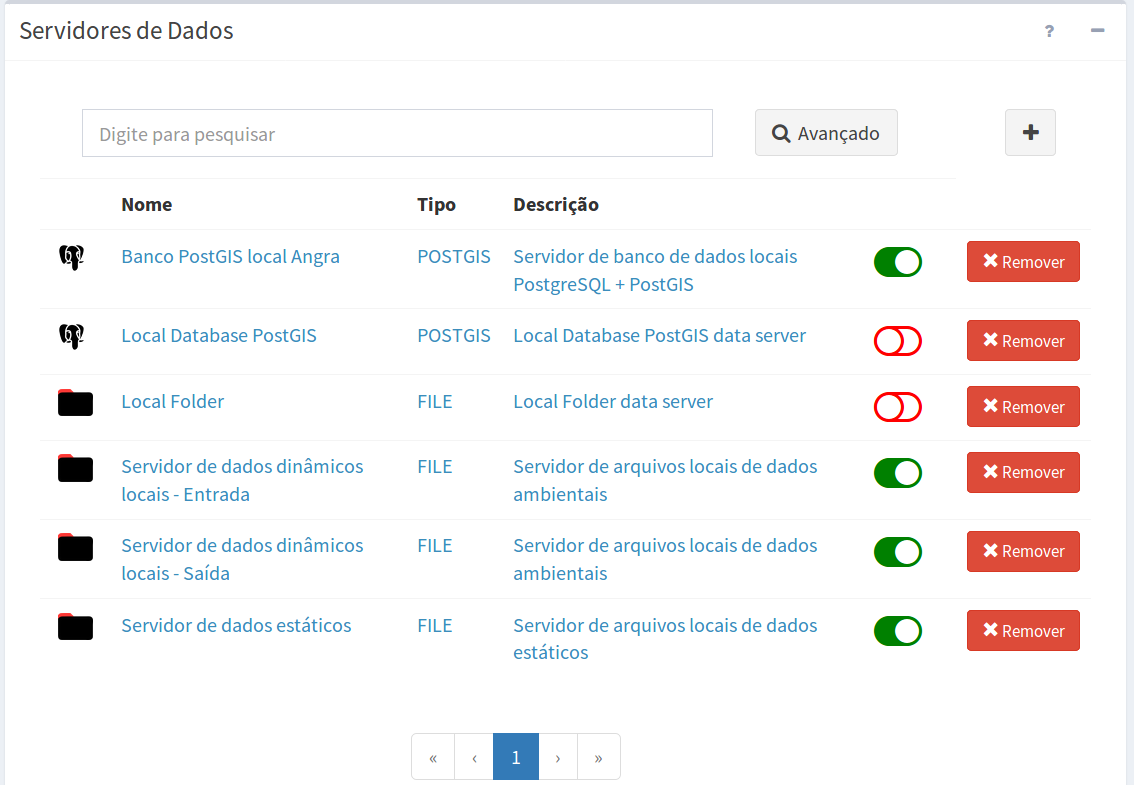 Servidores de Dados ?
Digite para pesquisar Avançado
Nome Tipo Descrição
Banco PostGIS local Angra POSTGIS Servidor de banco de dados locais
PostgreSQL + PostGIS
Remover
Local Database PostGIS POSTGIS Local Database PostGIS data server Remover
Local Folder FILE Local Folder data server Remover
Servidor de dados dinâmicos FILE Servidor de arquivos locais de dados Remover
locais - Entrada ambientais
Servidor de dados dinâmicos FILE Servidor de arquivos locais de dados Remover
locais - Saída ambientais
Servidor de dados estáticos FILE Servidor de arquivos locais de dados Remover
estáticos
« ‹ 1 › »